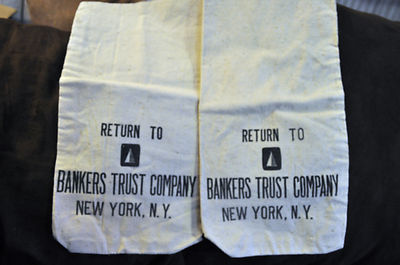 RETURN TO
BANKERS TRUST COMPANY
NEW YORK, N.Y.
RETURN TO
BANKERS TRUST COMPANY
NEW YORK, N.Y.